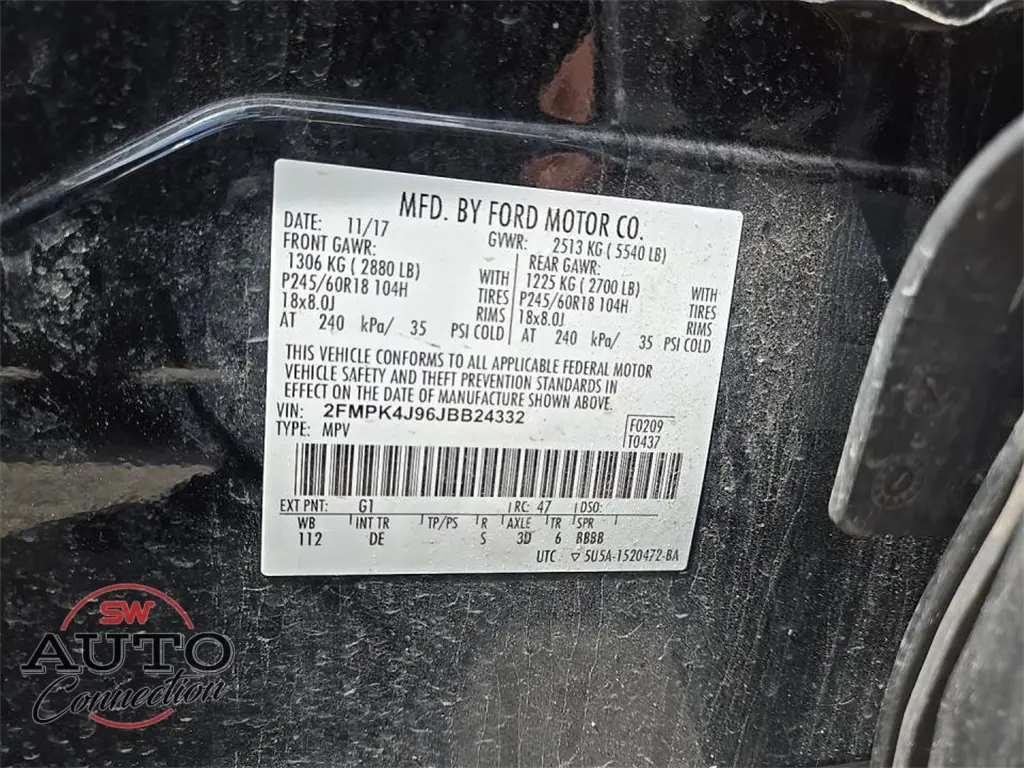 MFD. BY FORD MOTOR CO.
DATE: 11/17 GVWR: 2513 KG ( 5540 LB)
FRONT GAWR: REAR GAWR:
1306 KG ( 2880 LB) WITH 1225 KG ( 2700 LB) WITH
P245/60R18 104H TIRES P245/60R18 104H TIRES
18x8.0J RIMS 18x8.0J RIMS
AT 240 kPa/ 35 PSI COLD AT 240 kPa/ 35 PSI COLD
THIS VEHICLE CONFORMS TO ALL APPLICABLE FEDERAL MOTOR
VEHICLE SAFETY AND THEFT PREVENTION STANDARDS IN
EFFECT ON THE DATE OF MANUFACTURE SHOWN ABOVE.
VIN: 2FMPK4J96JBB24332
TYPE: MPV
F0209
T0437
EXT PNT: G1 RC: 47 DSO:
WB INT TR TP/PS R AXLE TR SPR
112 DE S 3D 6 BBBB
UTC ▽ 5U5A-1520472-BA
SW
AUTO
Connection